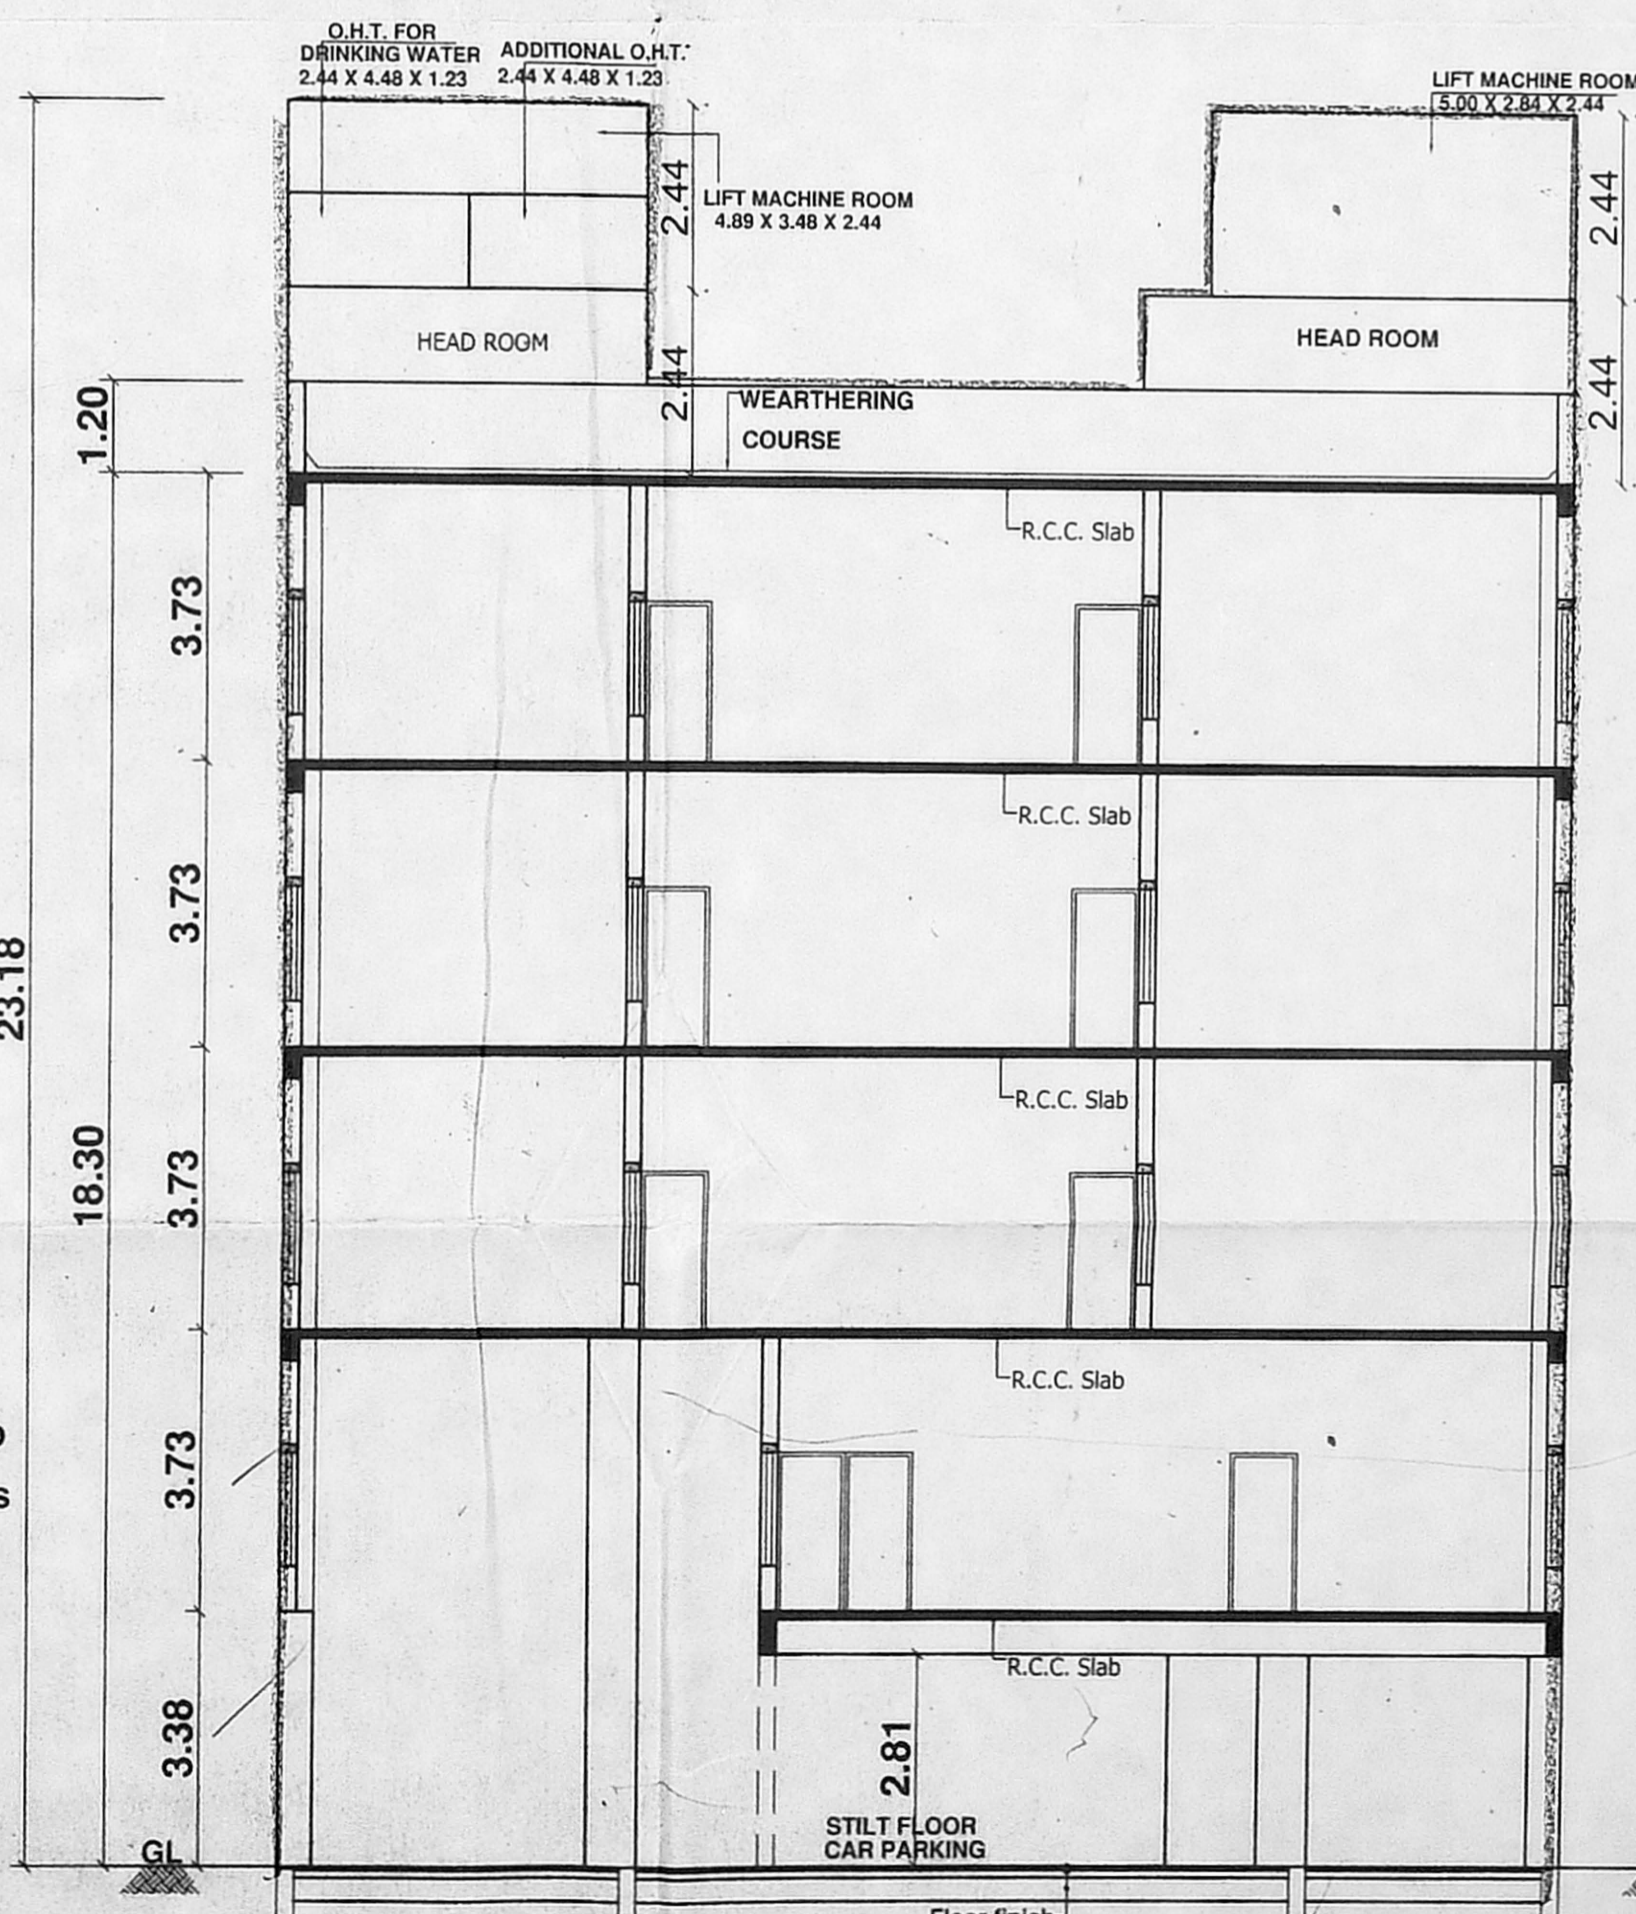 O.H.T. FOR
DRINKING WATER
2.44 X 4.48 X 1.23
ADDITIONAL O.H.T.
2.44 X 4.48 X 1.23
LIFT MACHINE ROOM
5.00 X 2.84 X 2.44
LIFT MACHINE ROOM
4.89 X 3.48 X 2.44
2.44
2.44
HEAD ROOM
HEAD ROOM
2.44
2.44
1.20
WEARTHERING
COURSE
R.C.C. Slab
3.73
R.C.C. Slab
3.73
23.18
R.C.C. Slab
18.30
3.73
R.C.C. Slab
3.73
R.C.C. Slab
3.38
2.81
STILT FLOOR
CAR PARKING
GL
Floor finish